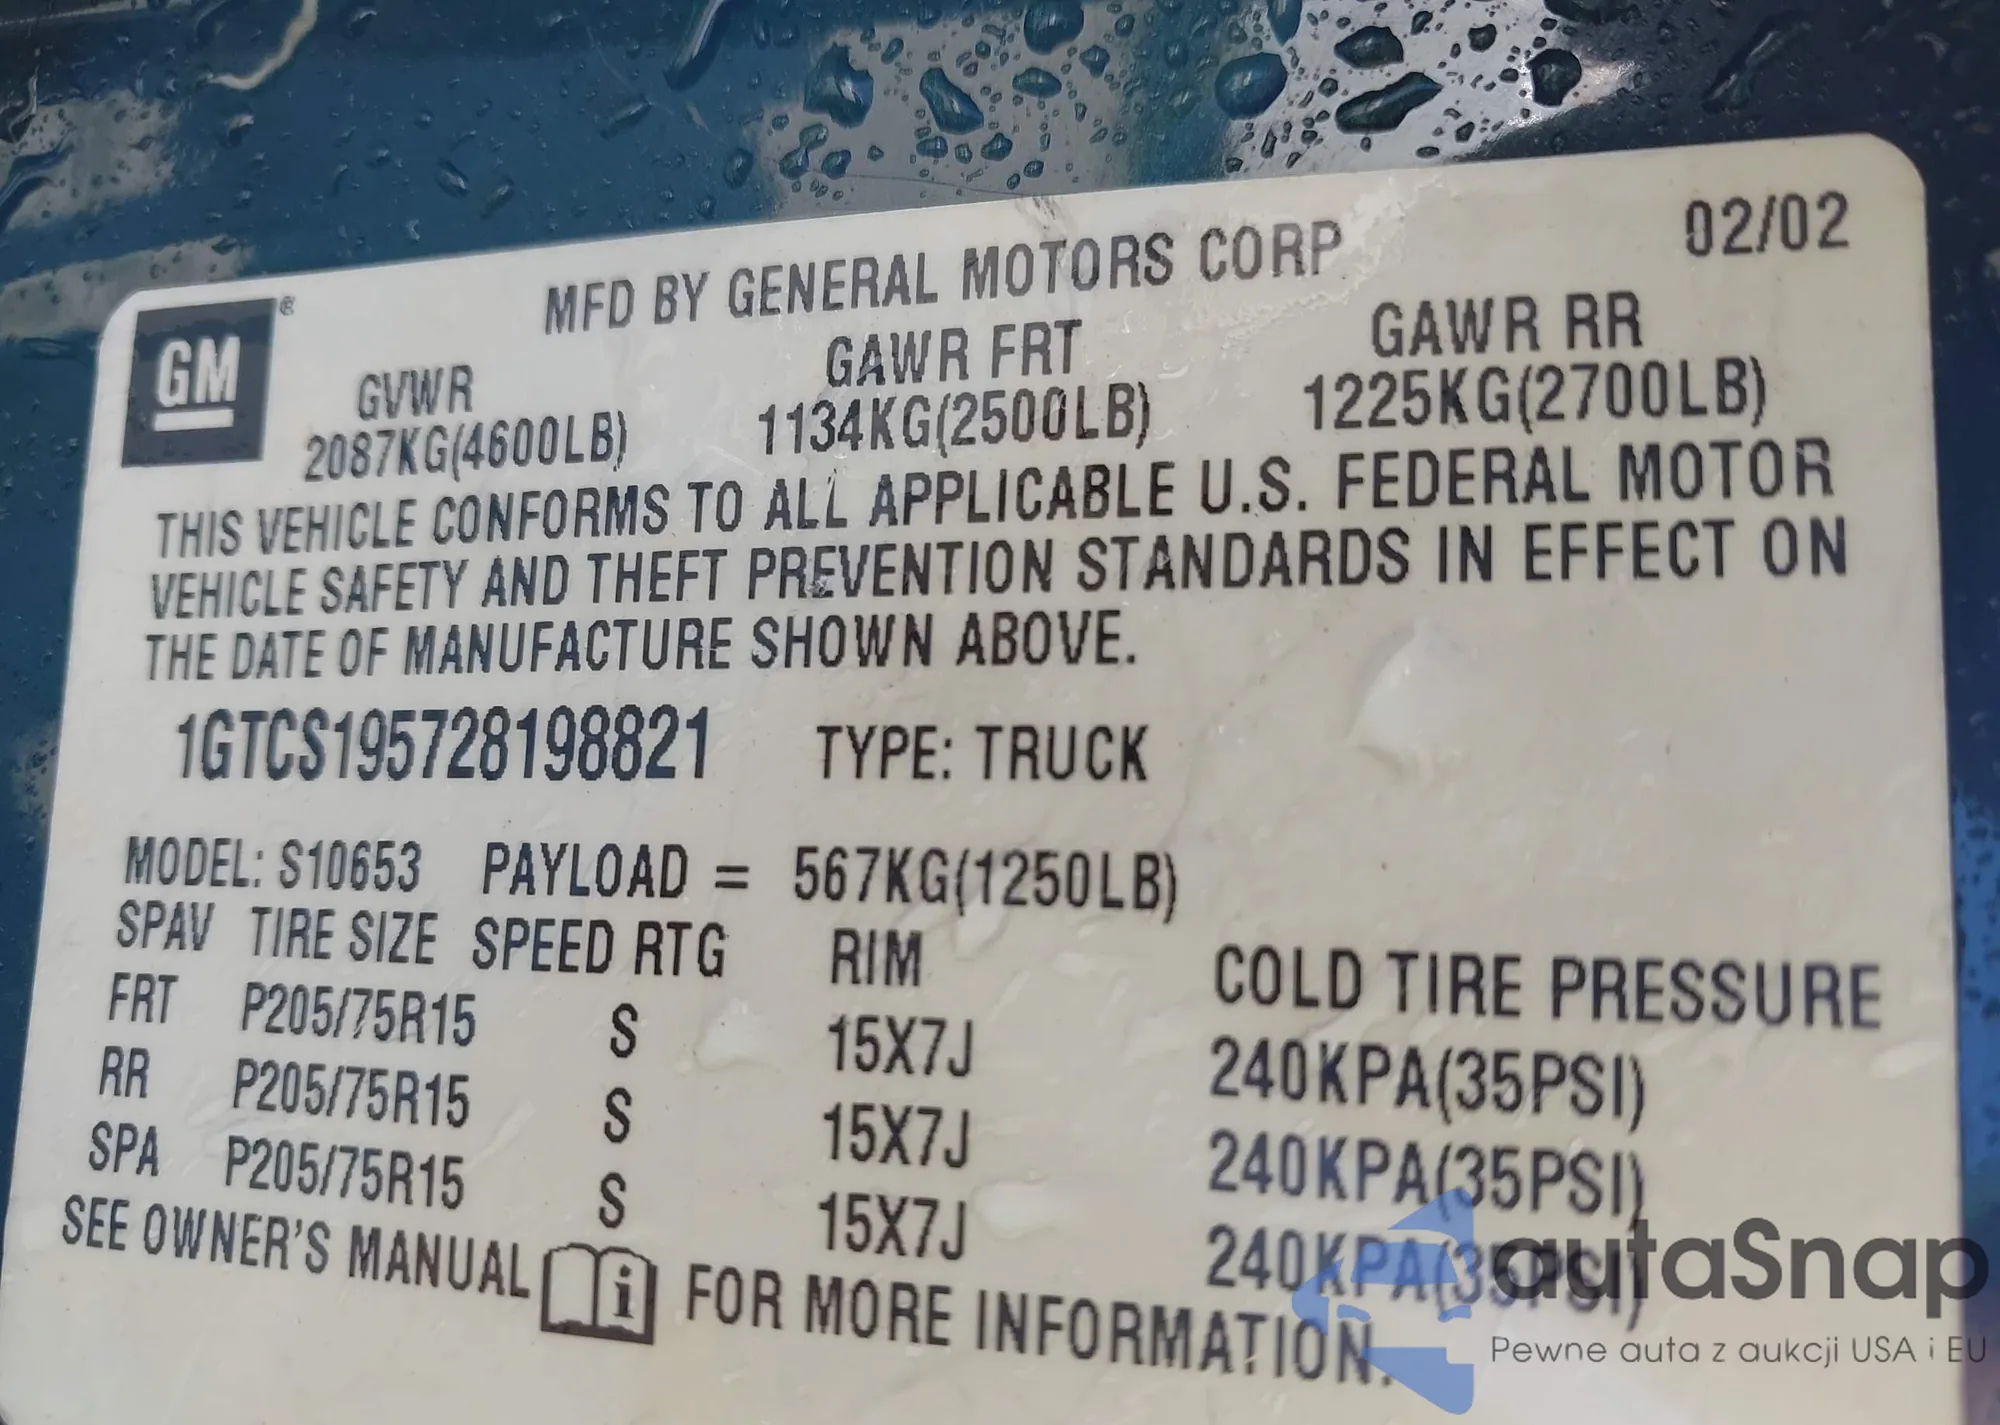 02/02
MFD BY GENERAL MOTORS CORP
GM®
GVWR GAWR FRT GAWR RR
2087KG(4600LB) 1134KG(2500LB) 1225KG(2700LB)
THIS VEHICLE CONFORMS TO ALL APPLICABLE U.S. FEDERAL MOTOR
VEHICLE SAFETY AND THEFT PREVENTION STANDARDS IN EFFECT ON
THE DATE OF MANUFACTURE SHOWN ABOVE.
1GTCS195728198821 TYPE: TRUCK
MODEL: S10653 PAYLOAD = 567KG(1250LB)
SPAV TIRE SIZE SPEED RTG RIM COLD TIRE PRESSURE
FRT P205/75R15 S 15X7J 240KPA(35PSI)
RR P205/75R15 S 15X7J 240KPA(35PSI)
SPA P205/75R15 S 15X7J 240KPA(35PSI)
SEE OWNER'S MANUAL i FOR MORE INFORMATION.
autaSnap
Pewne auta z aukcji USA i EU